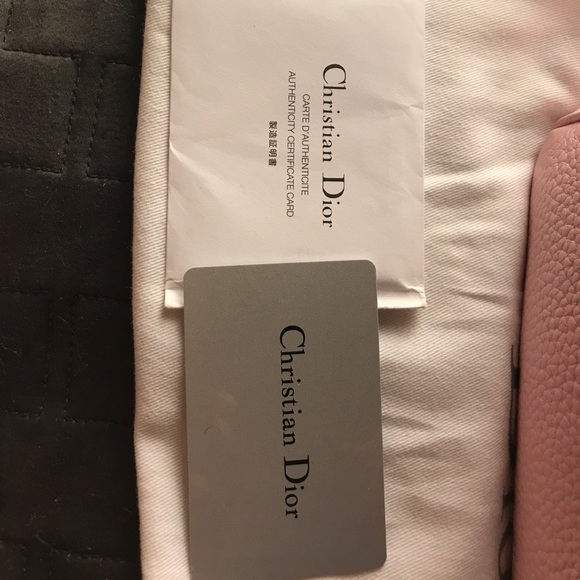 Christian Dior
CARTE D'AUTHENTICITE
AUTHENTICITY CERTIFICATE CARD
製造証明書
Christian Dior